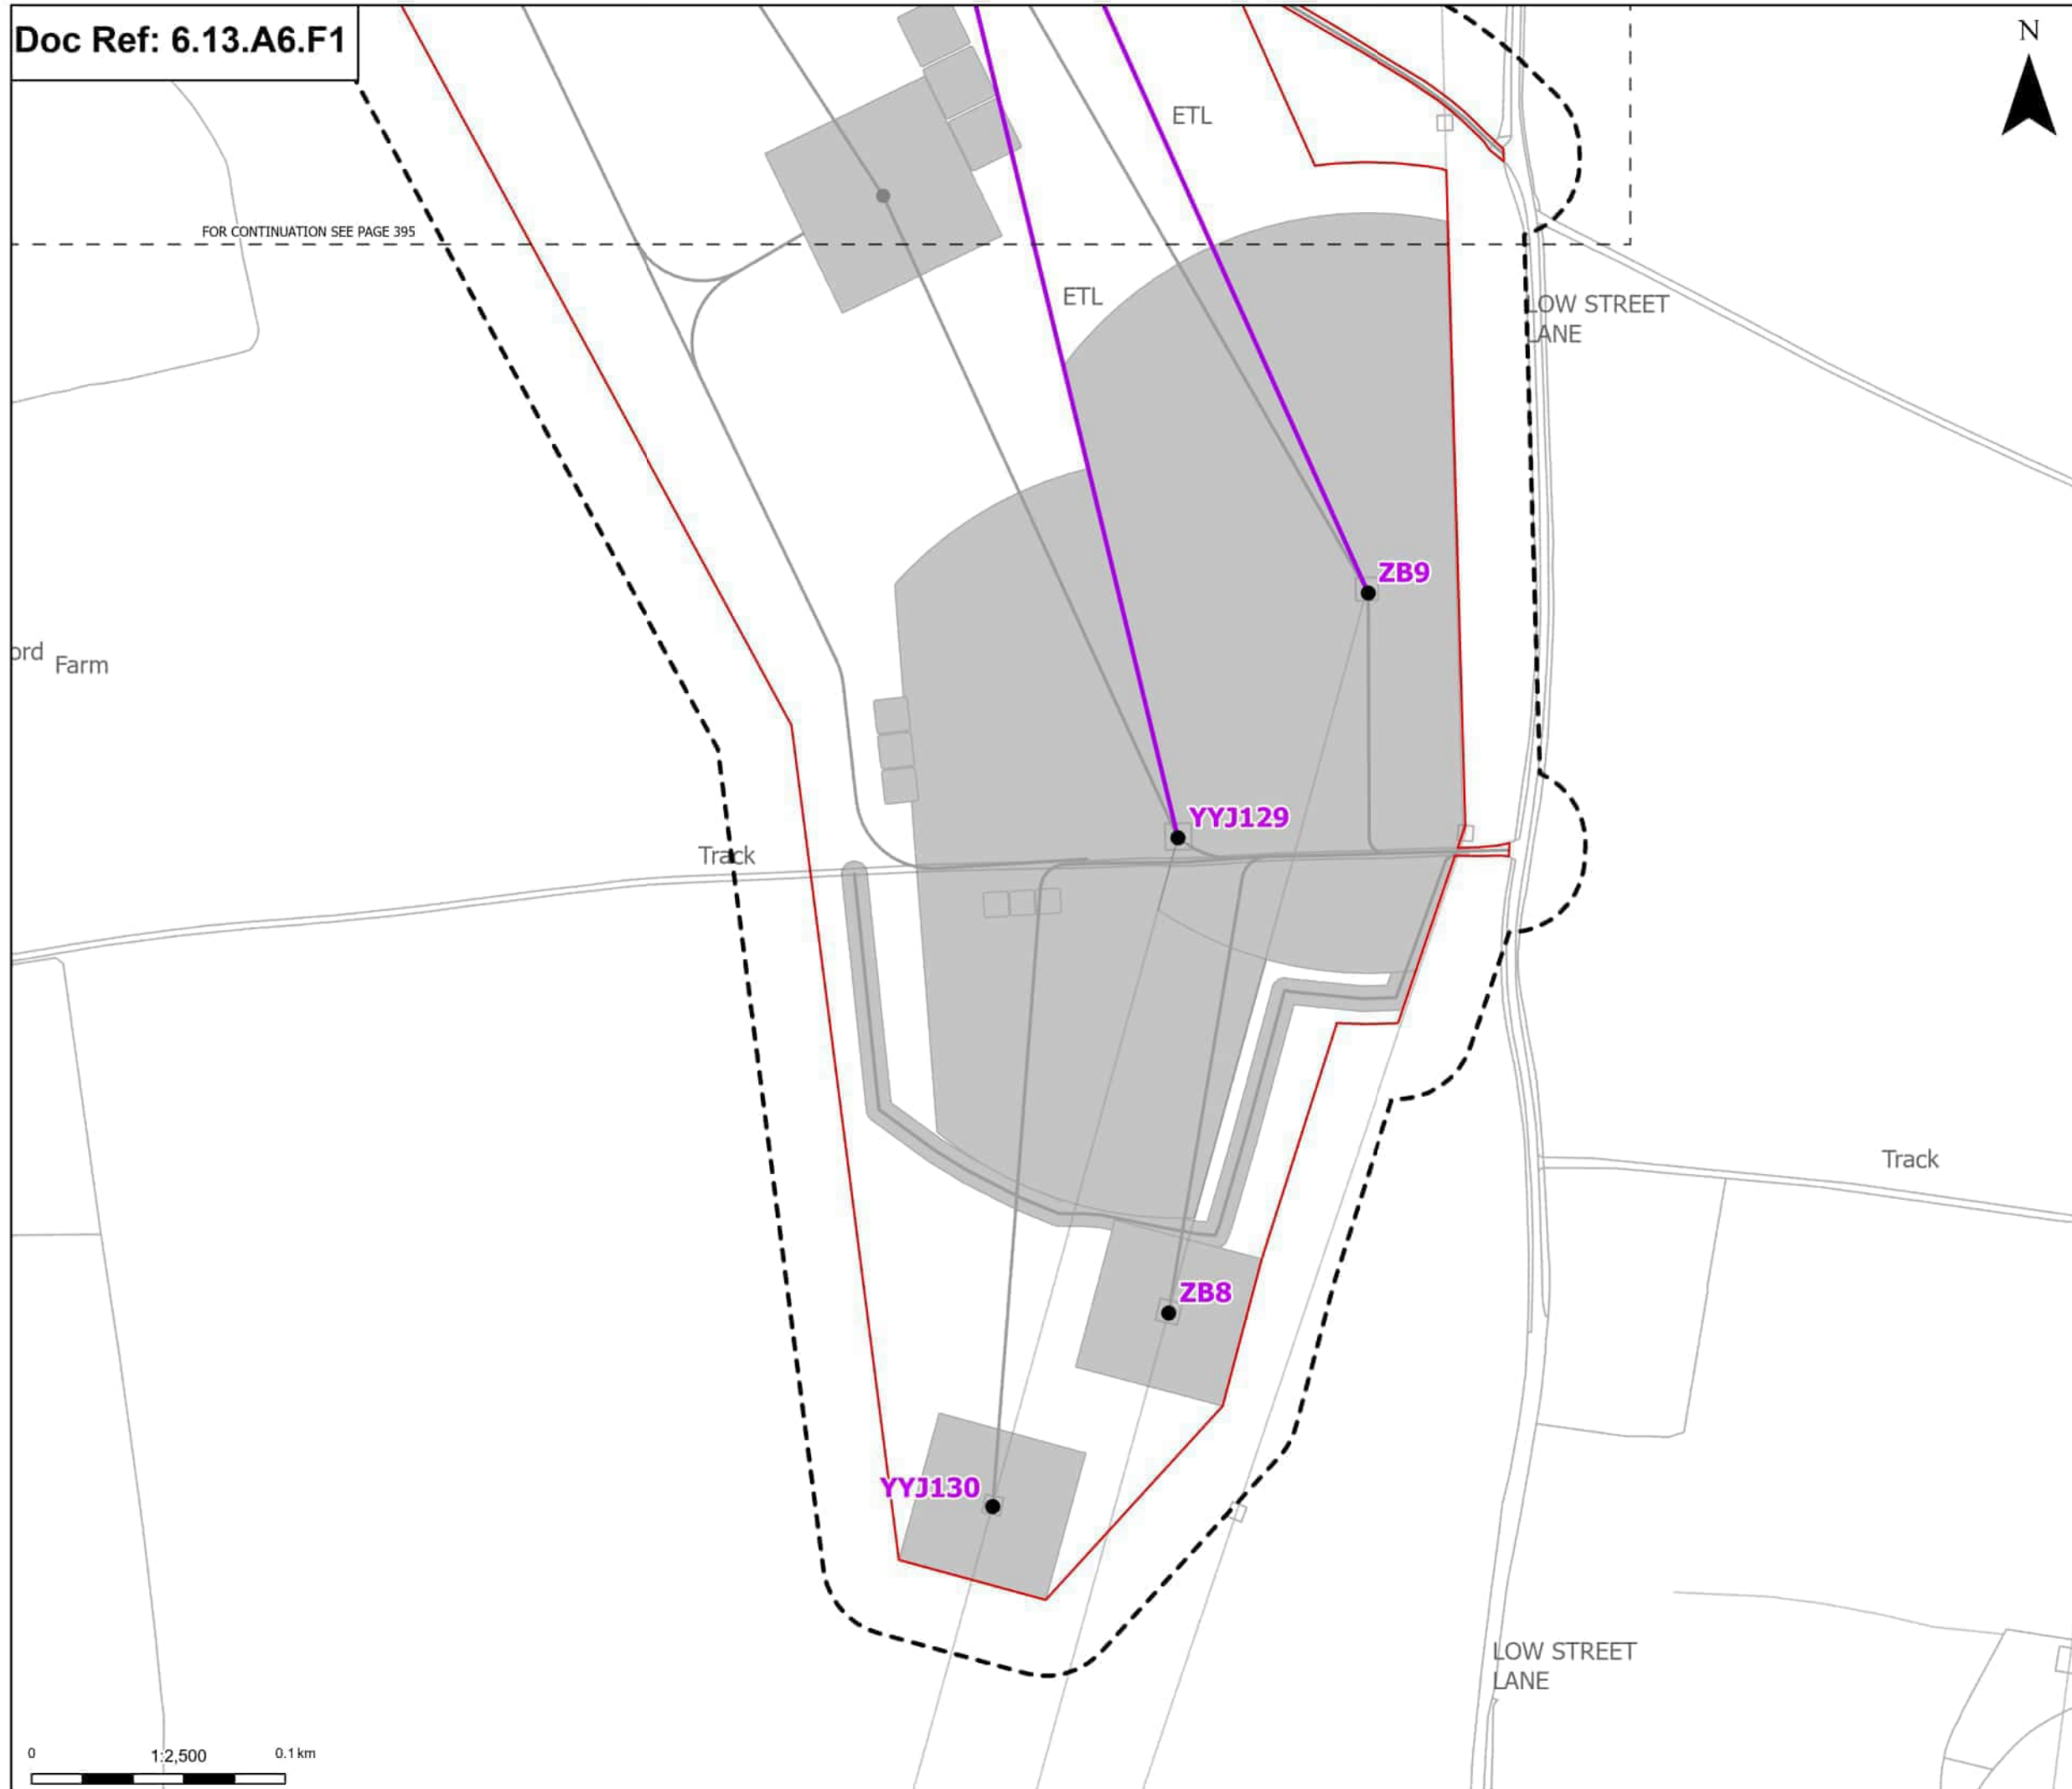 Doc Ref: 6.13.A6.F1
N
ETL
FOR CONTINUATION SEE PAGE 395
ETL
LOW STREET
LANE
ZB9
ord
Farm
YYJ129
Track
Track
ZB8
YYJ130
LOW STREET
LANE
0
1:2,500
0.1 km